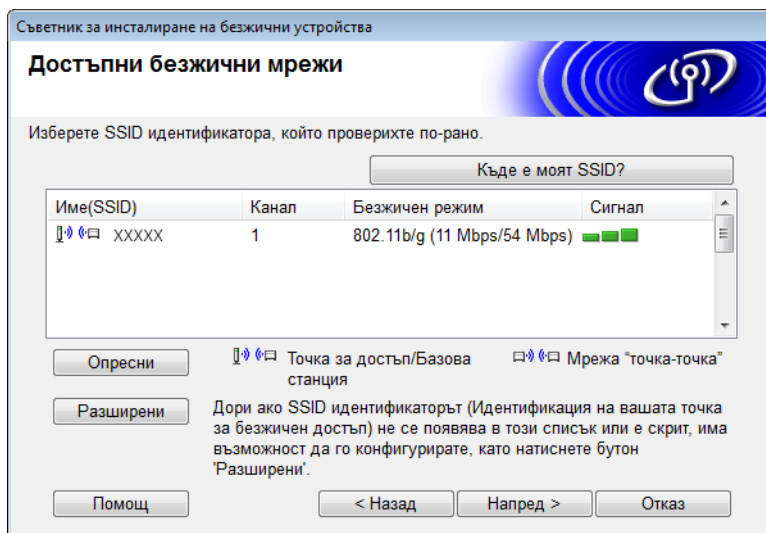 Съветник за инсталиране на безжични устройства
Достъпни безжични мрежи
Изберете SSID идентификатора, който проверихте по-рано.
Къде е моят SSID?
Име(SSID) Канал Безжичен режим Сигнал
XXXXX 1 802.11b/g (11 Mbps/54 Mbps)
Опресни
Точка за достъп/Базова
станция
Мрежа “точка-точка”
Разширени
Дори ако SSID идентификаторът (Идентификация на вашата точка
за безжичен достъп) не се появява в този списък или е скрит, има
възможност да го конфигурирате, като натиснете бутон
'Разширени'.
Помощ < Назад Напред > Отказ